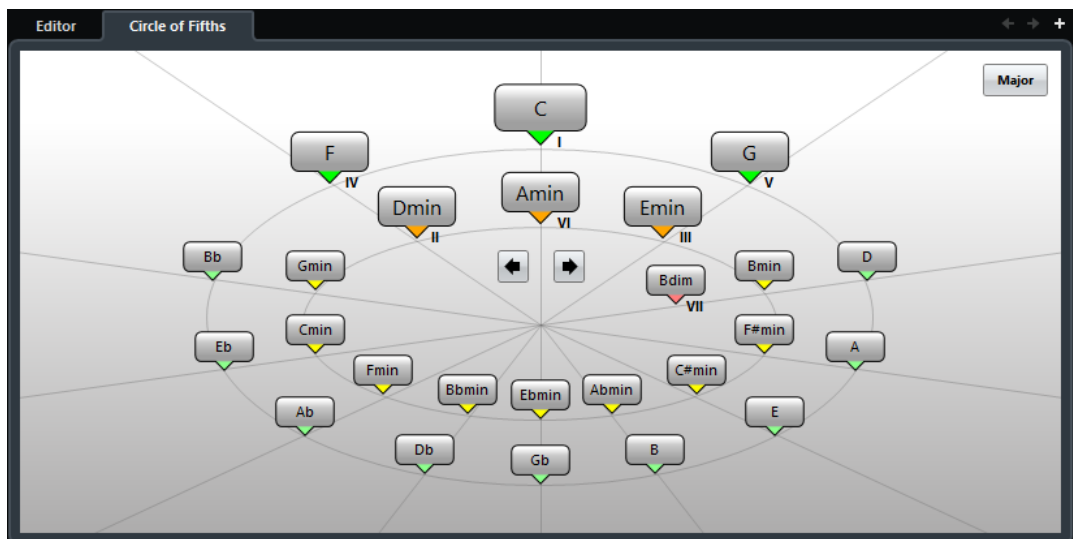 Editor
Circle of Fifths
Major
C
I
F
IV
G
V
Dmin
II
Amin
VI
Emin
III
Bb
Gmin
Bdim
VII
Bmin
D
Eb
Cmin
F#min
A
Fmin
C#min
Bbmin
Ebmin
Abmin
Ab
E
Db
Gb
B